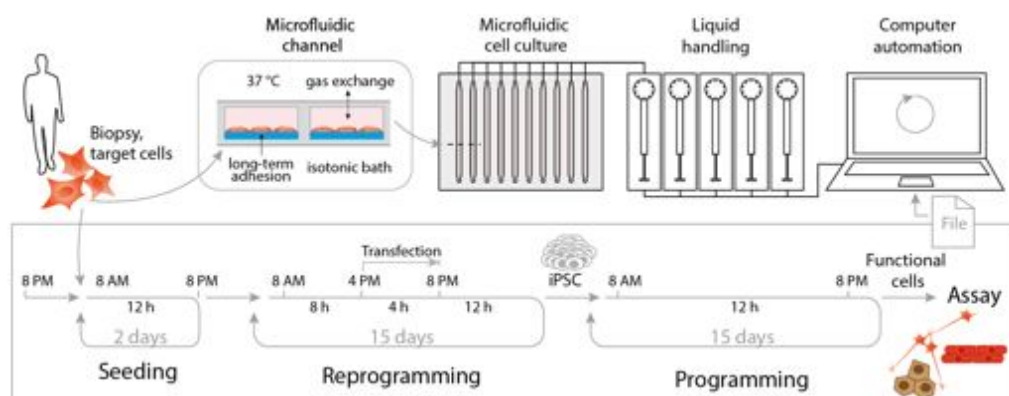 Microfluidic
channel
Microfluidic
cell culture
Liquid
handling
Computer
automation
37 °C
gas exchange
long-term
adhesion
isotonic bath
Biopsy,
target cells
File
8 PM
8 AM
8 PM
12 h
2 days
Seeding
Transfection
8 AM
4 PM
8 PM
8 h
4 h
12 h
15 days
Reprogramming
iPSC
8 AM
8 PM
12 h
15 days
Programming
Functional
cells
Assay